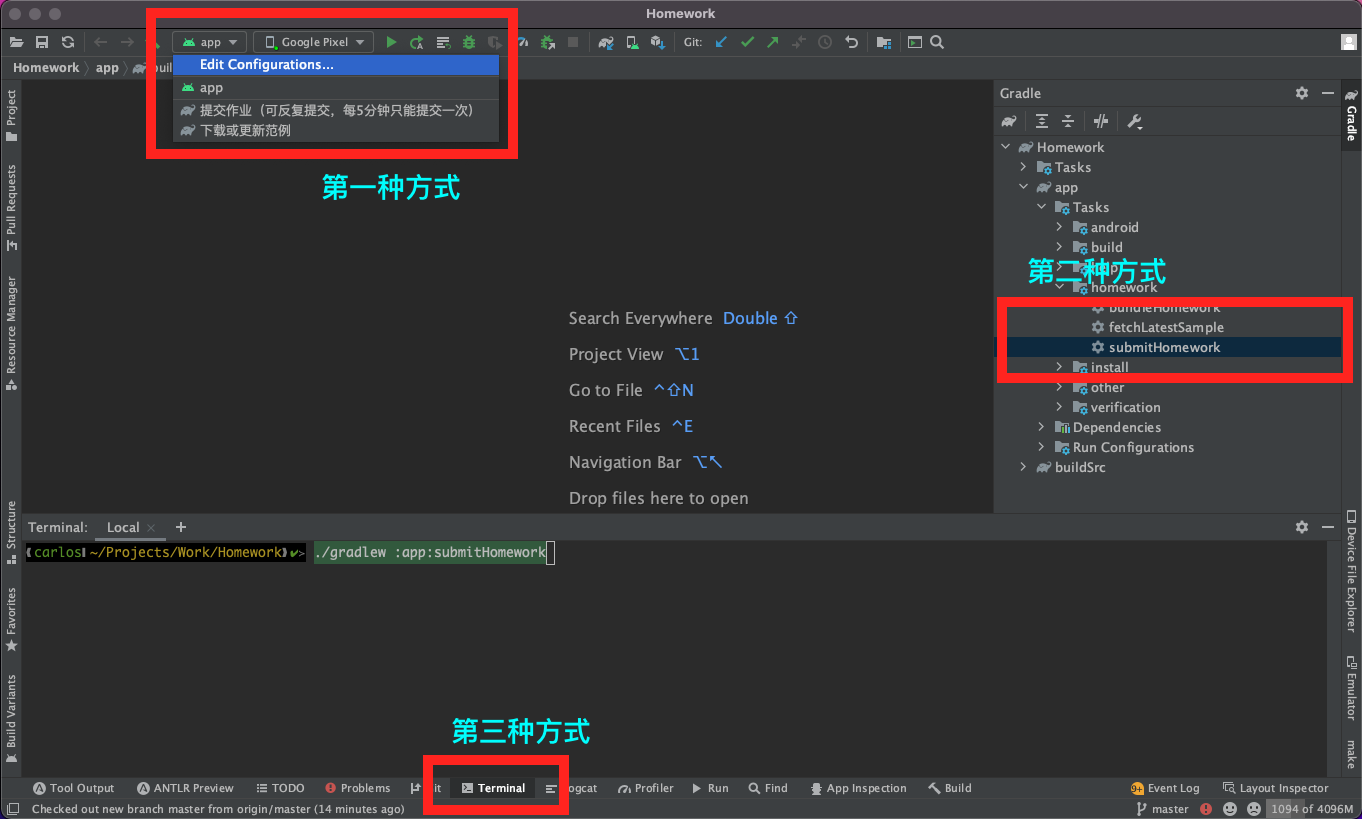 Homework
app
Google Pixel
Git:
Homework
app
Edit Configurations...
app
提交作业（可反复提交，每5分钟只能提交一次）
下载或更新范例
第一种方式
Project
Pull Requests
Resource Manager
Structure
Favorites
Build Variants
Search Everywhere Double ⇧
Project View ⌥1
Go to File ^⇧N
Recent Files ^E
Navigation Bar ⌥↖
Drop files here to open
Gradle
Homework
Tasks
app
Tasks
android
build
help
第二种方式
homework
bundleHomework
fetchLatestSample
submitHomework
install
other
verification
Dependencies
Run Configurations
buildSrc
Gradle
Device File Explorer
Emulator
make
Terminal: Local × +
carlos ~/Projects/Work/Homework ✔> ./gradlew :app:submitHomework
第三种方式
Tool Output ANTLR Preview TODO Problems Terminal Profiler Run Find App Inspection Build Event Log Layout Inspector
Checked out new branch master from origin/master (14 minutes ago) master 1094 of 4096M